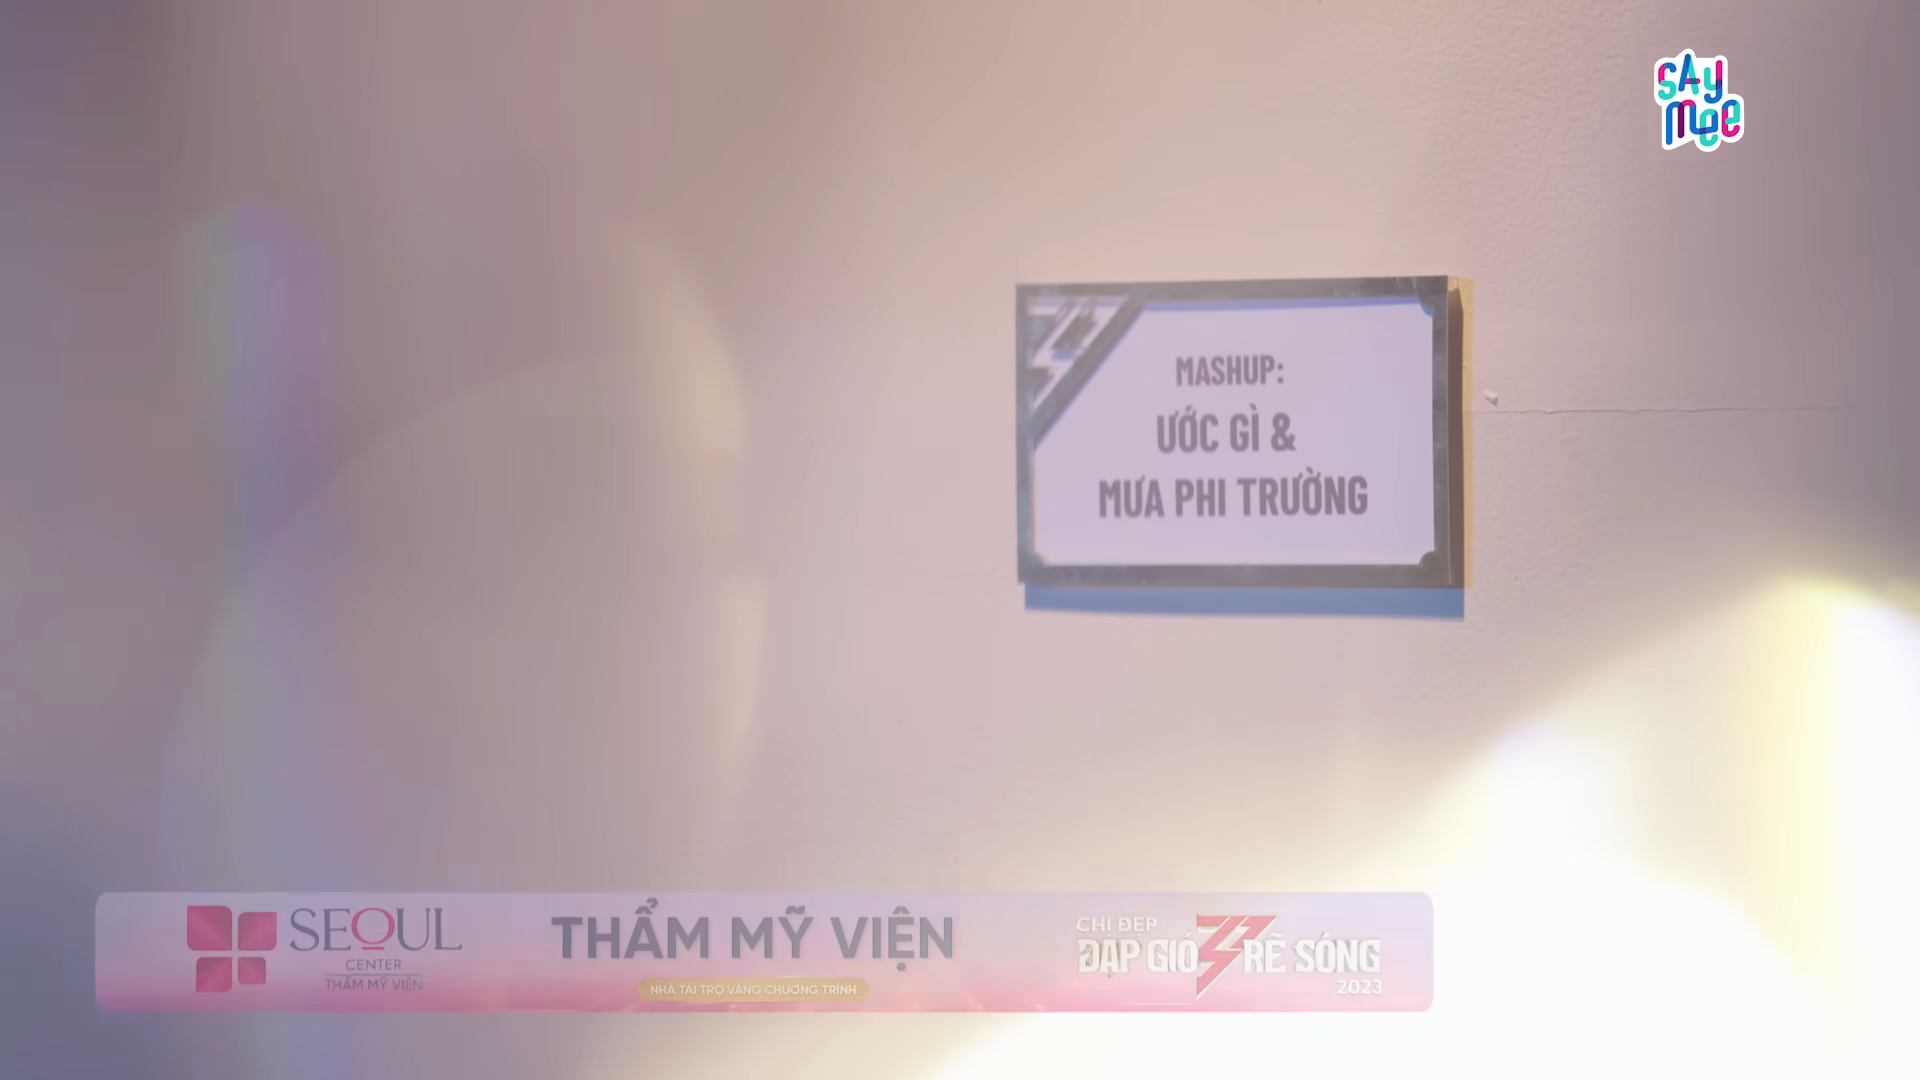 SAY
MEE
MASHUP:
ƯỚC GÌ &
MƯA PHI TRƯỜNG
SEOUL
CENTER
THẨM MỸ VIỆN
THẨM MỸ VIỆN
NHÀ TÀI TRỢ VÀNG CHƯƠNG TRÌNH
CHỊ ĐẸP
ĐẠP GIÓ RẼ SÓNG
2023